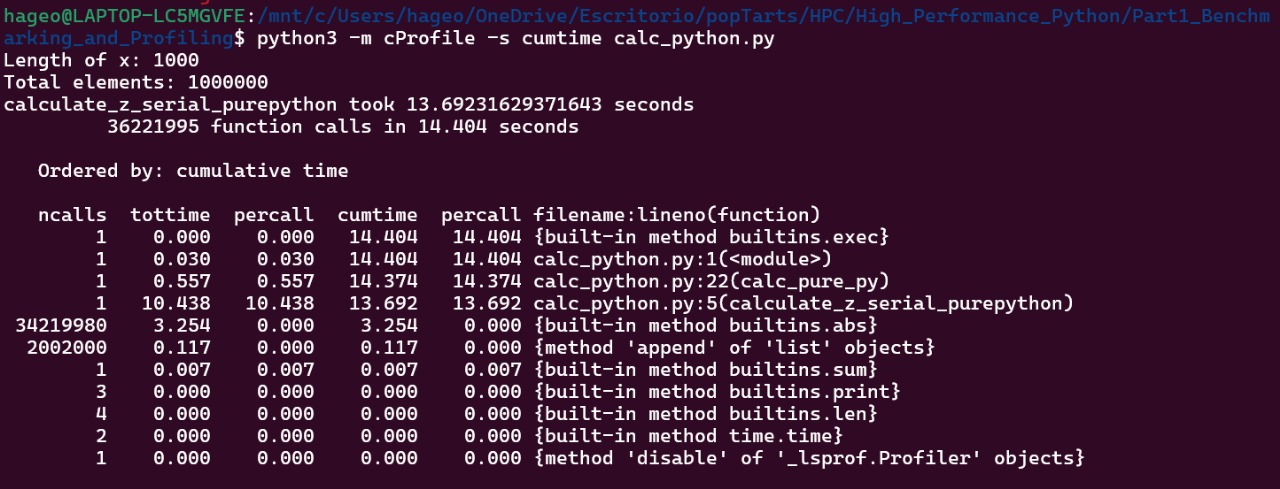 hageo@LAPTOP-LC5MGVFE:/mnt/c/Users/hageo/OneDrive/Escritorio/popTarts/HPC/High_Performance_Python/Part1_Benchm
arking_and_Profiling$ python3 -m cProfile -s cumtime calc_python.py
Length of x: 1000
Total elements: 1000000
calculate_z_serial_purepython took 13.69231629371643 seconds
         36221995 function calls in 14.404 seconds

   Ordered by: cumulative time

   ncalls  tottime  percall  cumtime  percall filename:lineno(function)
        1    0.000    0.000   14.404   14.404 {built-in method builtins.exec}
        1    0.030    0.030   14.404   14.404 calc_python.py:1(<module>)
        1    0.557    0.557   14.374   14.374 calc_python.py:22(calc_pure_py)
        1   10.438   10.438   13.692   13.692 calc_python.py:5(calculate_z_serial_purepython)
 34219980    3.254    0.000    3.254    0.000 {built-in method builtins.abs}
  2002000    0.117    0.000    0.117    0.000 {method 'append' of 'list' objects}
        1    0.007    0.007    0.007    0.007 {built-in method builtins.sum}
        3    0.000    0.000    0.000    0.000 {built-in method builtins.print}
        4    0.000    0.000    0.000    0.000 {built-in method builtins.len}
        2    0.000    0.000    0.000    0.000 {built-in method time.time}
        1    0.000    0.000    0.000    0.000 {method 'disable' of '_lsprof.Profiler' objects}